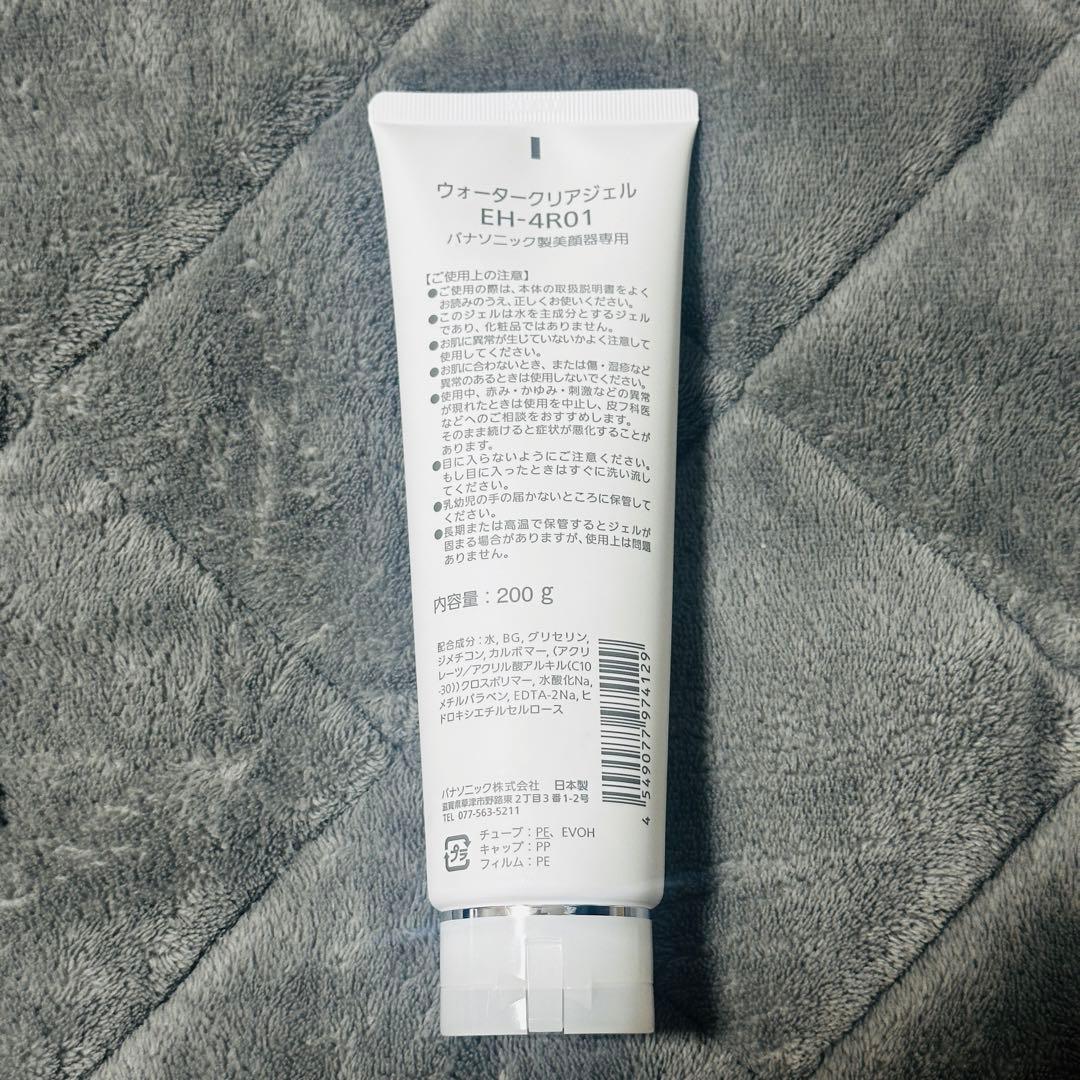 ウォータークリアジェル
EH-4R01
パナソニック製美顔器専用
【ご使用上の注意】
●ご使用の際は、本体の取扱説明書をよく
お読みのうえ、正しくお使いください。
●このジェルは水を主成分とするジェル
であり、化粧品ではありません。
●お肌に異常が生じていないかよく注意して
使用してください。
●お肌に合わないとき、または傷・湿疹など
異常のあるときは使用しないでください。
●使用中、赤み・かゆみ・刺激などの異常
が現れたときは使用を中止し、皮フ科医
などへのご相談をおすすめします。
そのまま続けると症状が悪化することが
あります。
●目に入らないようにご注意ください。
もし目に入ったときはすぐに洗い流し
てください。
●乳幼児の手の届かないところに保管して
ください。
●長期または高温で保管するとジェルが
固まる場合がありますが、使用上は問題
ありません。
内容量：200 g
配合成分：水, BG, グリセリン,
ジメチコン, カルボマー, (アクリ
レーツ/アクリル酸アルキル(C10
-30))クロスポリマー, 水酸化Na,
メチルパラベン, EDTA-2Na, ヒ
ドロキシエチルセルロース
4 549077 974129
パナソニック株式会社 日本製
滋賀県草津市野路東2丁目3番1-2号
TEL 077-563-5211
プラ
チューブ：PE、EVOH
キャップ：PP
フィルム：PE